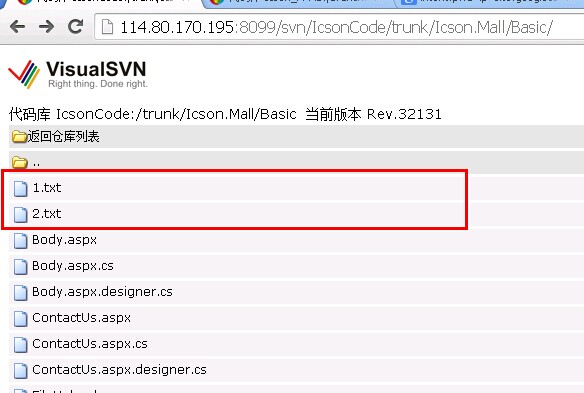 114.80.170.195:8099/svn/IcsonCode/trunk/Icson.Mall/Basic/
VisualSVN
Right thing. Done right.
代码库 IcsonCode:/trunk/Icson.Mall/Basic 当前版本 Rev.32131
返回仓库列表
..
1.txt
2.txt
Body.aspx
Body.aspx.cs
Body.aspx.designer.cs
ContactUs.aspx
ContactUs.aspx.cs
ContactUs.aspx.designer.cs